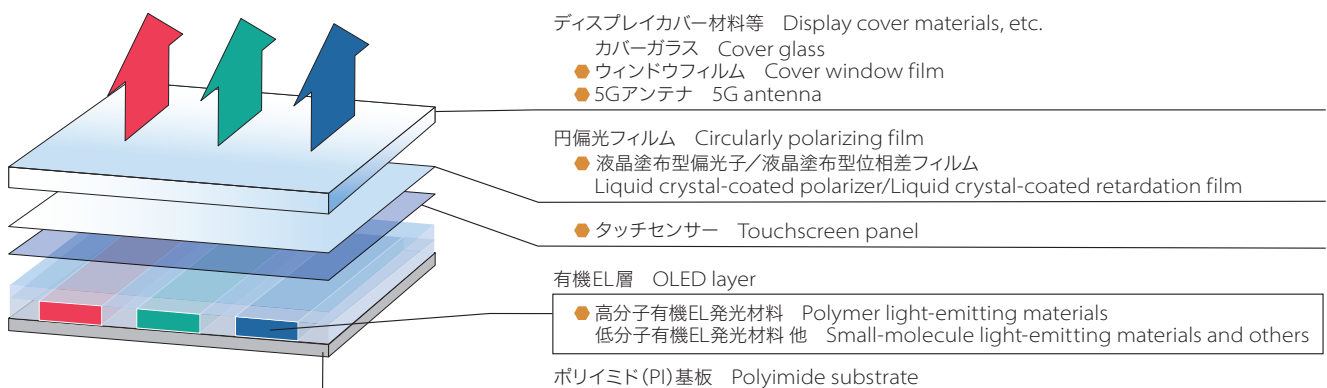 ディスプレイカバー材料等　Display cover materials, etc.
カバーガラス　Cover glass
ウィンドウフィルム　Cover window film
5Gアンテナ　5G antenna
円偏光フィルム　Circularly polarizing film
液晶塗布型偏光子／液晶塗布型位相差フィルム
Liquid crystal-coated polarizer/Liquid crystal-coated retardation film
タッチセンサー　Touchscreen panel
有機EL層　OLED layer
高分子有機EL発光材料　Polymer light-emitting materials
低分子有機EL発光材料 他　Small-molecule light-emitting materials and others
ポリイミド（PI）基板　Polyimide substrate